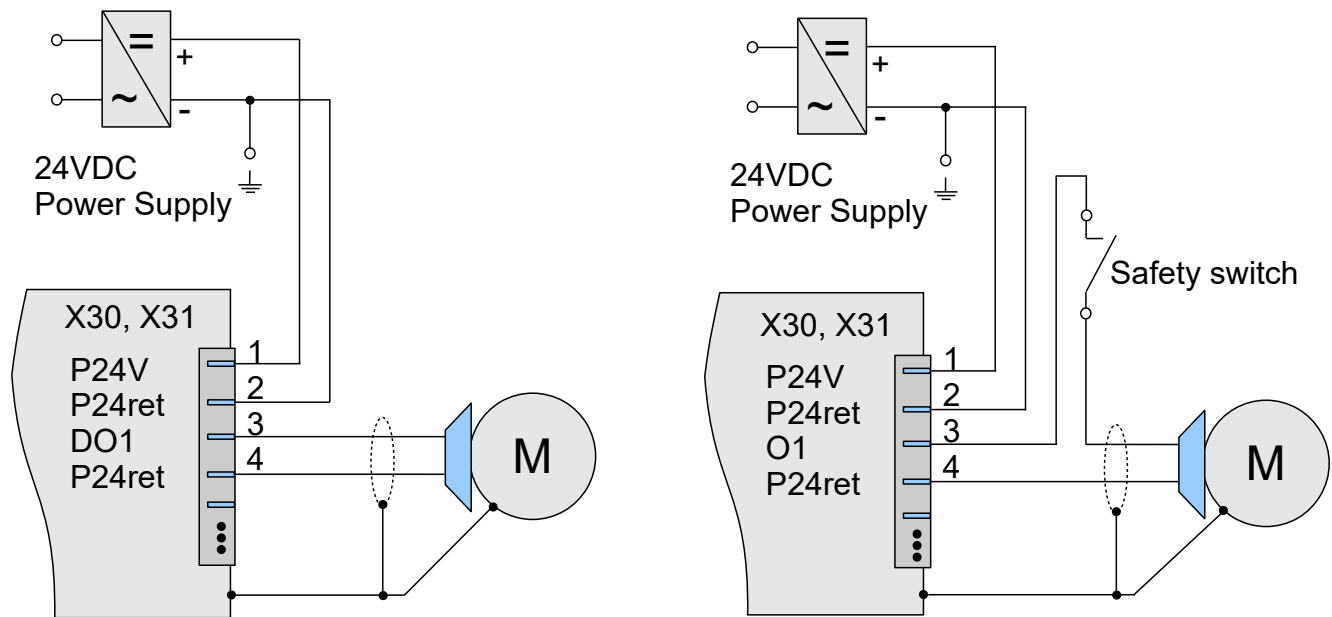 =
+
~
-
24VDC
Power Supply
X30, X31
P24V
1
P24ret
2
DO1
3
P24ret
4
M
=
+
~
-
24VDC
Power Supply
Safety switch
X30, X31
P24V
1
P24ret
2
O1
3
P24ret
4
M